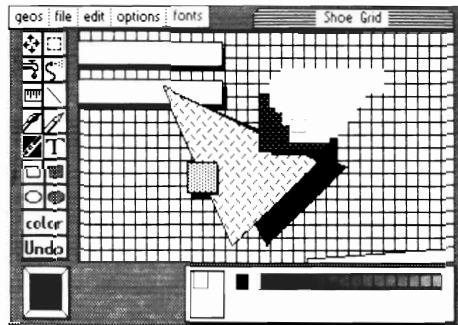 geos file edit options fonts
Shoe Grid
T
color
Undo